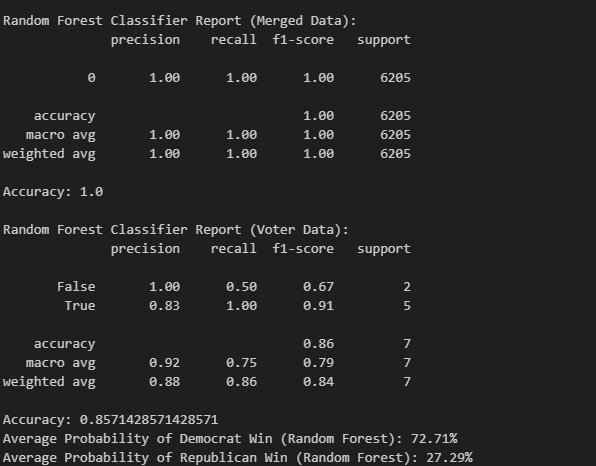 Random Forest Classifier Report (Merged Data):
precision recall f1-score support
0 1.00 1.00 1.00 6205
accuracy 1.00 6205
macro avg 1.00 1.00 1.00 6205
weighted avg 1.00 1.00 1.00 6205
Accuracy: 1.0
Random Forest Classifier Report (Voter Data):
precision recall f1-score support
False 1.00 0.50 0.67 2
True 0.83 1.00 0.91 5
accuracy 0.86 7
macro avg 0.92 0.75 0.79 7
weighted avg 0.88 0.86 0.84 7
Accuracy: 0.8571428571428571
Average Probability of Democrat Win (Random Forest): 72.71%
Average Probability of Republican Win (Random Forest): 27.29%